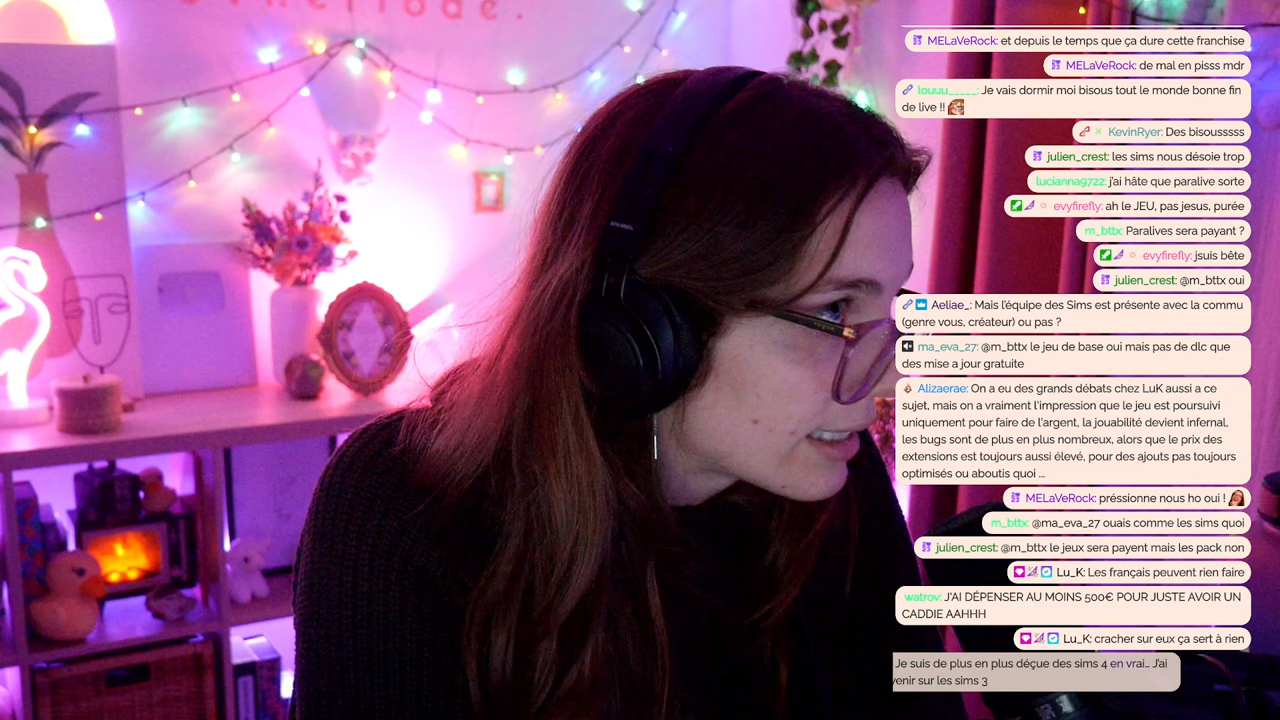 MELaVeRock: et depuis le temps que ça dure cette franchise
MELaVeRock: de mal en pisss mdr
louuu_____: Je vais dormir moi bisous tout le monde bonne fin
de live !!
KevinRyer: Des bisousssss
julien_crest: les sims nous désoie trop
lucianna9722: j'ai hâte que paralive sorte
evyfirefly: ah le JEU, pas jesus, purée
m_bttx: Paralives sera payant ?
evyfirefly: jsuis bête
julien_crest: @m_bttx oui
Aeliae_: Mais l'équipe des Sims est présente avec la commu
(genre vous, créateur) ou pas ?
ma_eva_27: @m_bttx le jeu de base oui mais pas de dlc que
des mise a jour gratuite
Alizaerae: On a eu des grands débats chez LuK aussi a ce
sujet, mais on a vraiment l'impression que le jeu est poursuivi
uniquement pour faire de l'argent, la jouabilité devient infernal,
les bugs sont de plus en plus nombreux, alors que le prix des
extensions est toujours aussi élevé, pour des ajouts pas toujours
optimisés ou aboutis quoi ...
MELaVeRock: préssionne nous ho oui !
m_bttx: @ma_eva_27 ouais comme les sims quoi
julien_crest: @m_bttx le jeux sera payent mais les pack non
Lu_K: Les français peuvent rien faire
watrov: J'AI DÉPENSER AU MOINS 500€ POUR JUSTE AVOIR UN
CADDIE AAHHH
Lu_K: cracher sur eux ça sert à rien
Je suis de plus en plus déçue des sims 4 en vrai... J'ai
venir sur les sims 3